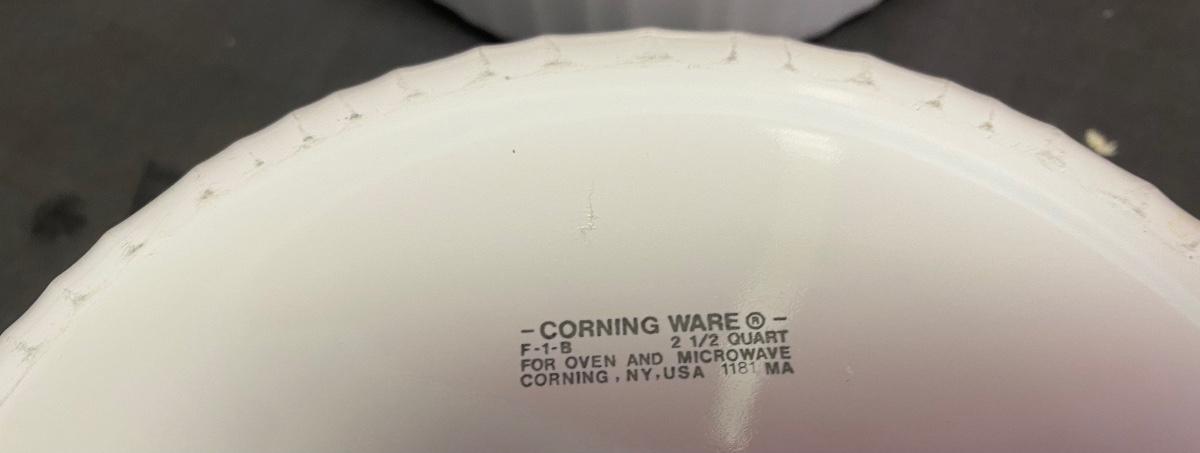 - CORNING WARE ® -
F-1-B 2 1/2 QUART
FOR OVEN AND MICROWAVE
CORNING, NY, USA 1181 MA